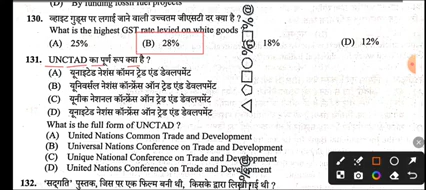 (D) By funding fossil fuel projects
130. व्हाइट गुड्स पर लगाई जाने वाली उच्चतम जीएसटी दर क्या है ?
What is the highest GST rate levied on white goods
(A) 25% (B) 28% 18% (D) 12%
131. UNCTAD का पूर्ण रूप क्या है ?
(A) यूनाइटेड नेशंस कॉमन ट्रेड एंड डेवलपमेंट
(B) यूनिवर्सल नेशंस कॉन्फ्रेंस ऑन ट्रेड एंड डेवलपमेंट
(C) यूनीक नेशनल कॉन्फ्रेंस ऑन ट्रेड एंड डेवलपमेंट
(D) यूनाइटेड नेशंस कॉन्फ्रेंस ऑन ट्रेड एंड डेवलपमेंट
What is the full form of UNCTAD ?
(A) United Nations Common Trade and Development
(B) Universal Nations Conference on Trade and Development
(C) Unique National Conference on Trade and Development
(D) United Nations Conference on Trade and Development
132. 'सद्गति' पुस्तक, जिस पर एक फिल्म बनी थी, किसके द्वारा लिखी गई थी ?